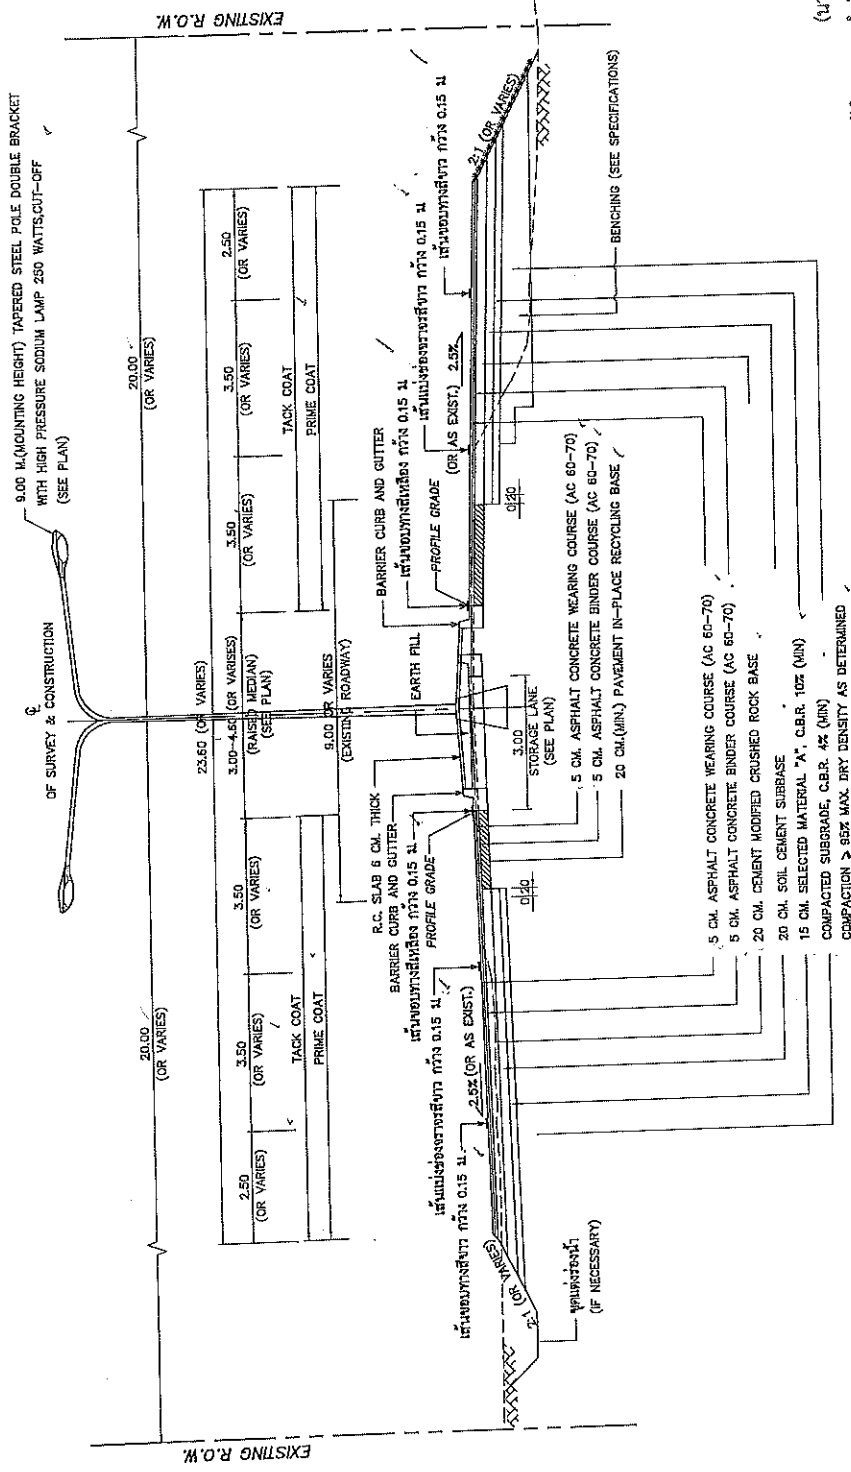 9.00 M.(MOUNTING HEIGHT) TAPERED STEEL POLE DOUBLE BRACKET
WITH HIGH PRESSURE SODIUM LAMP 250 WATTS,CUT-OFF
(SEE PLAN)
℄
OF SURVEY & CONSTRUCTION
EXISTING R.O.W.
EXISTING R.O.W.
20.00
(OR VARIES)
20.00
(OR VARIES)
23.60 (OR VARIES)
2.50
(OR VARIES)
3.50
(OR VARIES)
3.50
(OR VARIES)
3.00-4.60 (OR VARISES)
(RAISED MEDIAN)
(SEE PLAN)
3.50
(OR VARIES)
3.50
(OR VARIES)
2.50
(OR VARIES)
TACK COAT
PRIME COAT
TACK COAT
PRIME COAT
9.00 OR VARIES
(EXISTING ROADWAY)
R.C. SLAB 6 CM. THICK
BARRIER CURB AND GUTTER
เส้นขอบทางสีเหลือง กว้าง 0.15 ม
PROFILE GRADE
เส้นแบ่งช่องจราจรสีขาว กว้าง 0.15 ม
เส้นขอบทางสีขาว กว้าง 0.15 ม
2.5% (OR AS EXIST.)
2:1 (OR VARIES)
EARTH FILL
BARRIER CURB AND GUTTER
เส้นขอบทางสีเหลือง กว้าง 0.15 ม
PROFILE GRADE
เส้นแบ่งช่องจราจรสีขาว กว้าง 0.15 ม
(OR AS EXIST.) 2.5%
เส้นขอบทางสีขาว กว้าง 0.15 ม
2:1 (OR VARIES)
ขุดแต่งร่องน้ำ
(IF NECESSARY)
0.20
3.00
STORAGE LANE
(SEE PLAN)
0.20
BENCHING (SEE SPECIFICATIONS)
5 CM. ASPHALT CONCRETE WEARING COURSE (AC 60-70)
5 CM. ASPHALT CONCRETE BINDER COURSE (AC 60-70)
20 CM.(MIN.) PAVEMENT IN-PLACE RECYCLING BASE
5 CM. ASPHALT CONCRETE WEARING COURSE (AC 60-70)
5 CM. ASPHALT CONCRETE BINDER COURSE (AC 60-70)
20 CM. CEMENT MODIFIED CRUSHED ROCK BASE
20 CM. SOIL CEMENT SUBBASE
15 CM. SELECTED MATERIAL "A", C.B.R. 10% (MIN)
COMPACTED SUBGRADE, C.B.R. 4% (MIN)
COMPACTION ≥ 95% MAX. DRY DENSITY AS DETERMINED